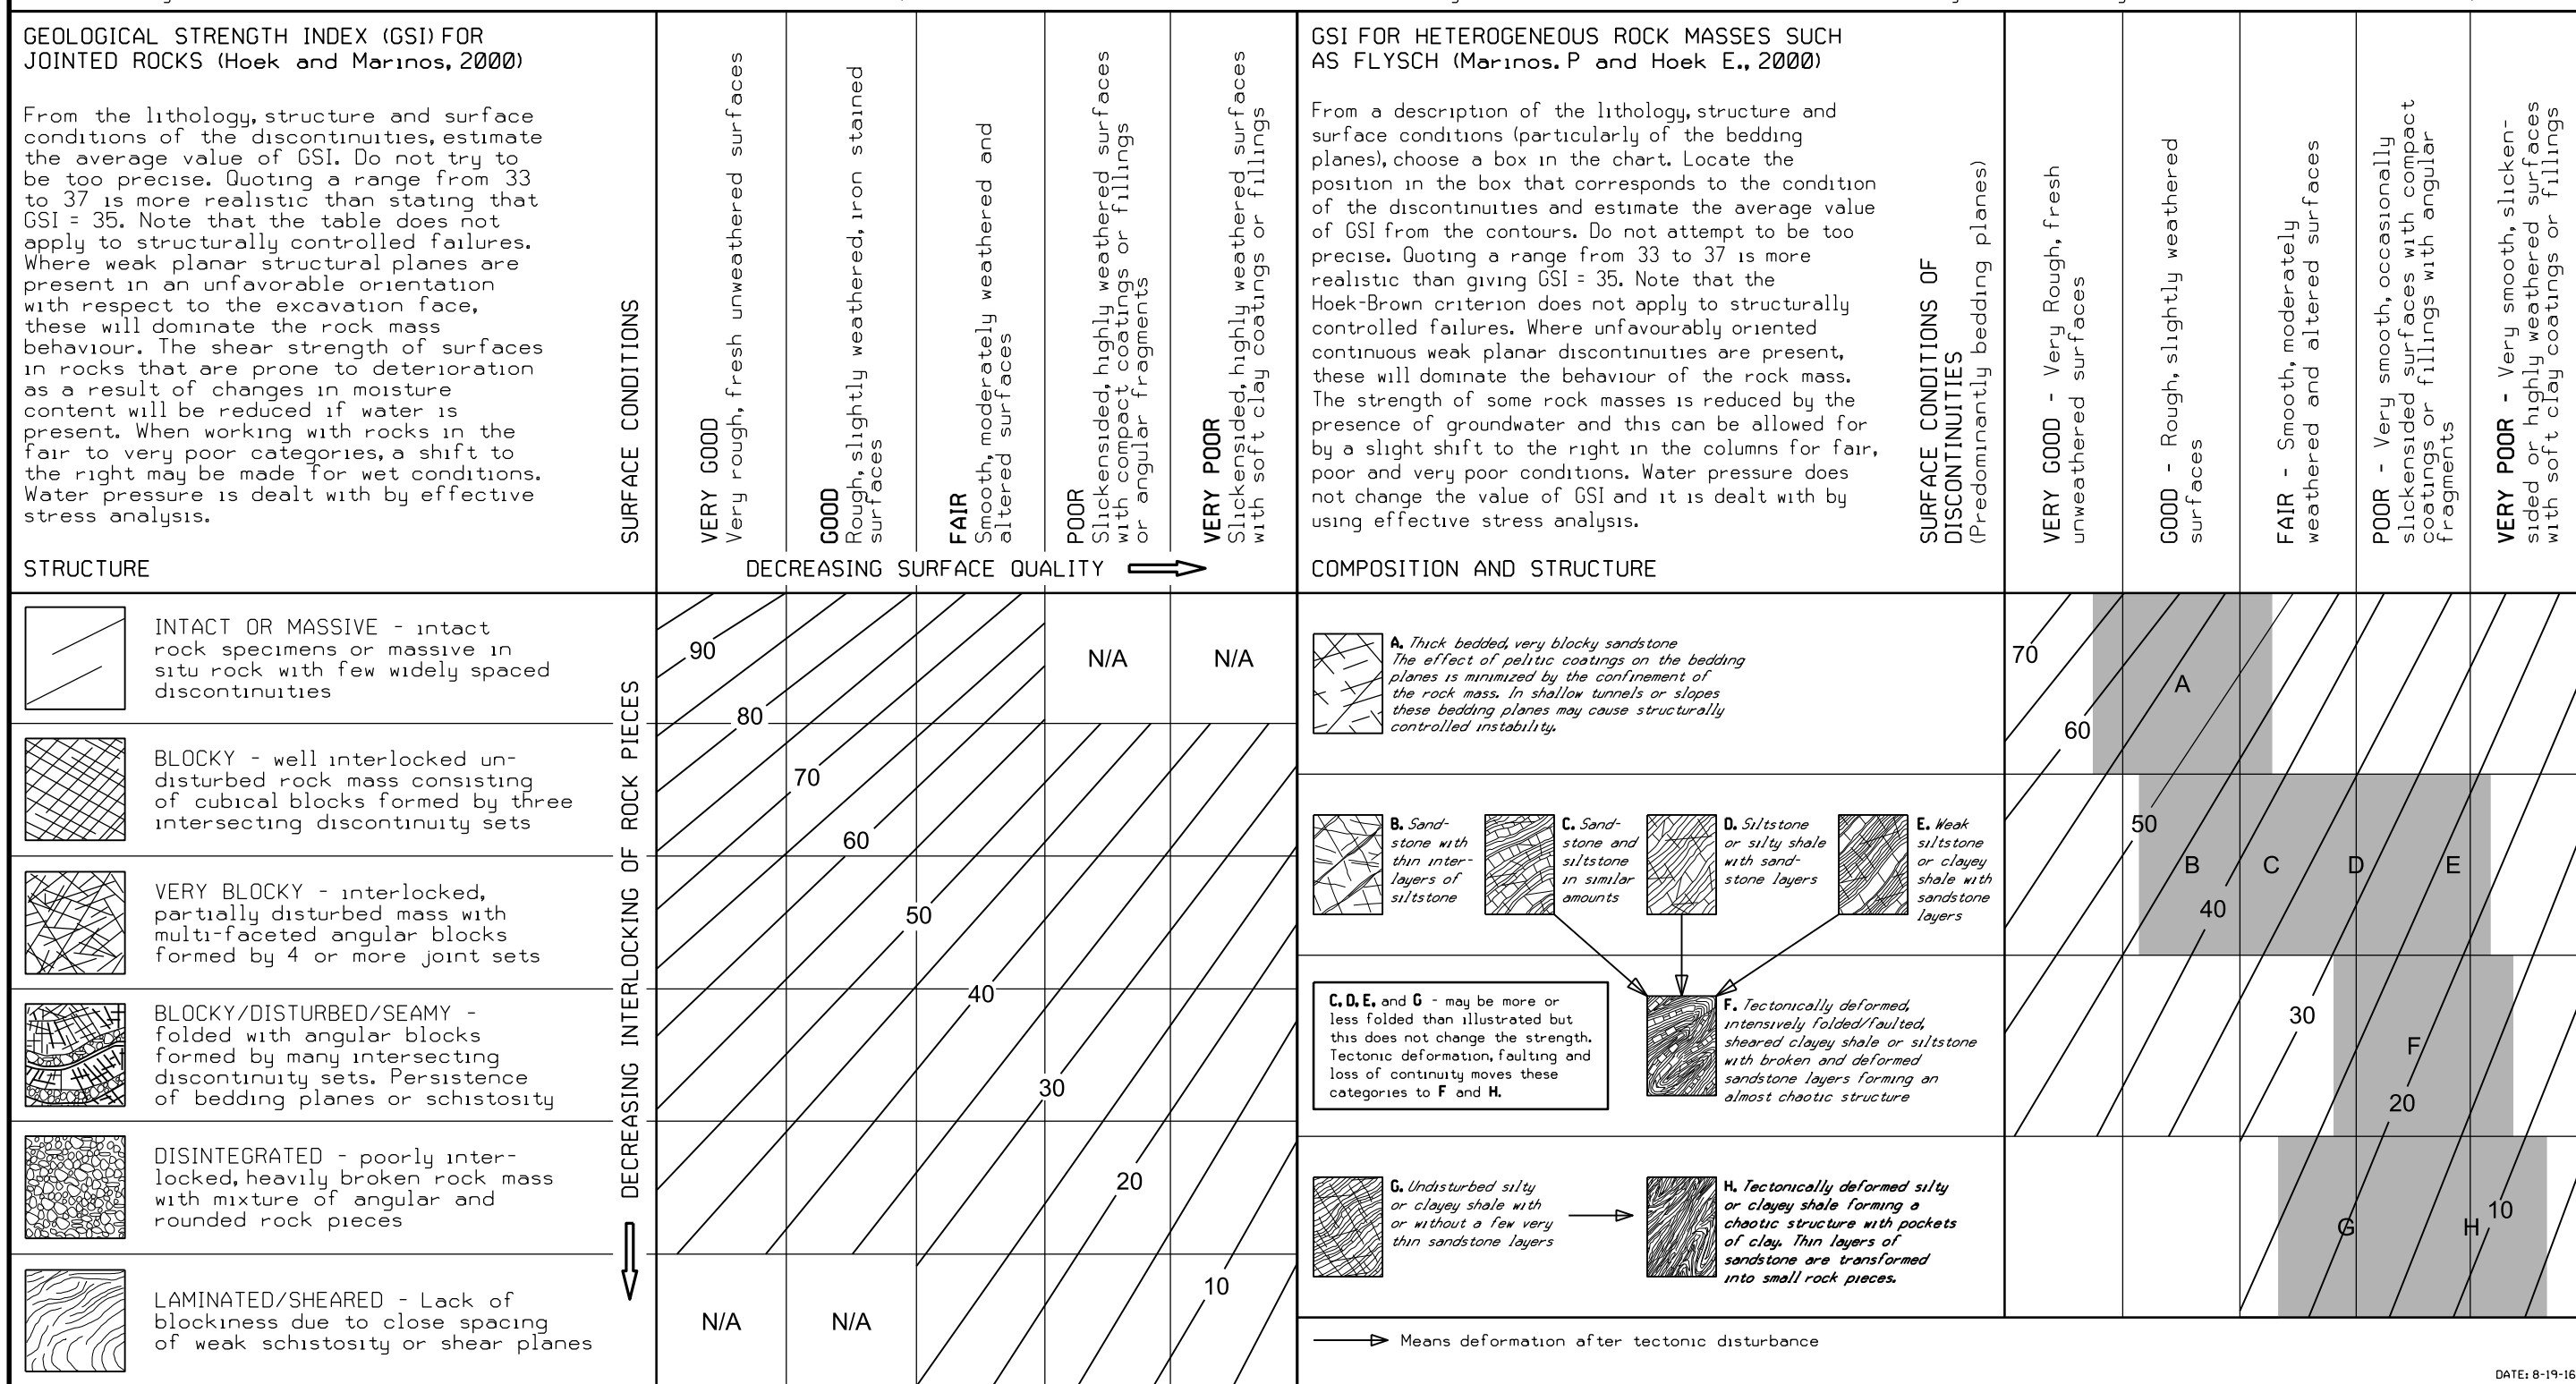 GEOLOGICAL STRENGTH INDEX (GSI) FOR
JOINTED ROCKS (Hoek and Marinos, 2000)
From the lithology, structure and surface
conditions of the discontinuities, estimate
the average value of GSI. Do not try to
be too precise. Quoting a range from 33
to 37 is more realistic than stating that
GSI = 35. Note that the table does not
apply to structurally controlled failures.
Where weak planar structural planes are
present in an unfavorable orientation
with respect to the excavation face,
these will dominate the rock mass
behaviour. The shear strength of surfaces
in rocks that are prone to deterioration
as a result of changes in moisture
content will be reduced if water is
present. When working with rocks in the
fair to very poor categories, a shift to
the right may be made for wet conditions.
Water pressure is dealt with by effective
stress analysis.
STRUCTURE
SURFACE CONDITIONS
VERY GOOD
Very rough, fresh unweathered surfaces
GOOD
Rough, slightly weathered, iron stained
surfaces
FAIR
Smooth, moderately weathered and
altered surfaces
POOR
Slickensided, highly weathered surfaces
with compact coatings or fillings
or angular fragments
VERY POOR
Slickensided, highly weathered surfaces
with soft clay coatings or fillings
DECREASING SURFACE QUALITY
DECREASING INTERLOCKING OF ROCK PIECES
INTACT OR MASSIVE - intact
rock specimens or massive in
situ rock with few widely spaced
discontinuities
BLOCKY - well interlocked un-
disturbed rock mass consisting
of cubical blocks formed by three
intersecting discontinuity sets
VERY BLOCKY - interlocked,
partially disturbed mass with
multi-faceted angular blocks
formed by 4 or more joint sets
BLOCKY/DISTURBED/SEAMY -
folded with angular blocks
formed by many intersecting
discontinuity sets. Persistence
of bedding planes or schistosity
DISINTEGRATED - poorly inter-
locked, heavily broken rock mass
with mixture of angular and
rounded rock pieces
LAMINATED/SHEARED - Lack of
blockiness due to close spacing
of weak schistosity or shear planes
90
80
70
60
50
40
30
20
10
N/A
N/A
N/A
N/A
GSI FOR HETEROGENEOUS ROCK MASSES SUCH
AS FLYSCH (Marinos. P and Hoek E., 2000)
From a description of the lithology, structure and
surface conditions (particularly of the bedding
planes), choose a box in the chart. Locate the
position in the box that corresponds to the condition
of the discontinuities and estimate the average value
of GSI from the contours. Do not attempt to be too
precise. Quoting a range from 33 to 37 is more
realistic than giving GSI = 35. Note that the
Hoek-Brown criterion does not apply to structurally
controlled failures. Where unfavourably oriented
continuous weak planar discontinuities are present,
these will dominate the behaviour of the rock mass.
The strength of some rock masses is reduced by the
presence of groundwater and this can be allowed for
by a slight shift to the right in the columns for fair,
poor and very poor conditions. Water pressure does
not change the value of GSI and it is dealt with by
using effective stress analysis.
COMPOSITION AND STRUCTURE
SURFACE CONDITIONS OF
DISCONTINUITIES
(Predominantly bedding planes)
VERY GOOD - Very Rough, fresh
unweathered surfaces
GOOD - Rough, slightly weathered
surfaces
FAIR - Smooth, moderately
weathered and altered surfaces
POOR - Very smooth, occasionally
slickensided surfaces with compact
coatings or fillings with angular
fragments
VERY POOR - Very smooth, slicken-
sided or highly weathered surfaces
with soft clay coatings or fillings
A. Thick bedded, very blocky sandstone
The effect of pelitic coatings on the bedding
planes is minimized by the confinement of
the rock mass. In shallow tunnels or slopes
these bedding planes may cause structurally
controlled instability.
B. Sand-
stone with
thin inter-
layers of
siltstone
C. Sand-
stone and
siltstone
in similar
amounts
D. Siltstone
or silty shale
with sand-
stone layers
E. Weak
siltstone
or clayey
shale with
sandstone
layers
C, D, E, and G - may be more or
less folded than illustrated but
this does not change the strength.
Tectonic deformation, faulting and
loss of continuity moves these
categories to F and H.
F. Tectonically deformed,
intensively folded/faulted,
sheared clayey shale or siltstone
with broken and deformed
sandstone layers forming an
almost chaotic structure
G. Undisturbed silty
or clayey shale with
or without a few very
thin sandstone layers
H. Tectonically deformed silty
or clayey shale forming a
chaotic structure with pockets
of clay. Thin layers of
sandstone are transformed
into small rock pieces.
70
60
A
50
B
C
D
E
40
30
F
20
G
H
10
Means deformation after tectonic disturbance
DATE: 8-19-16